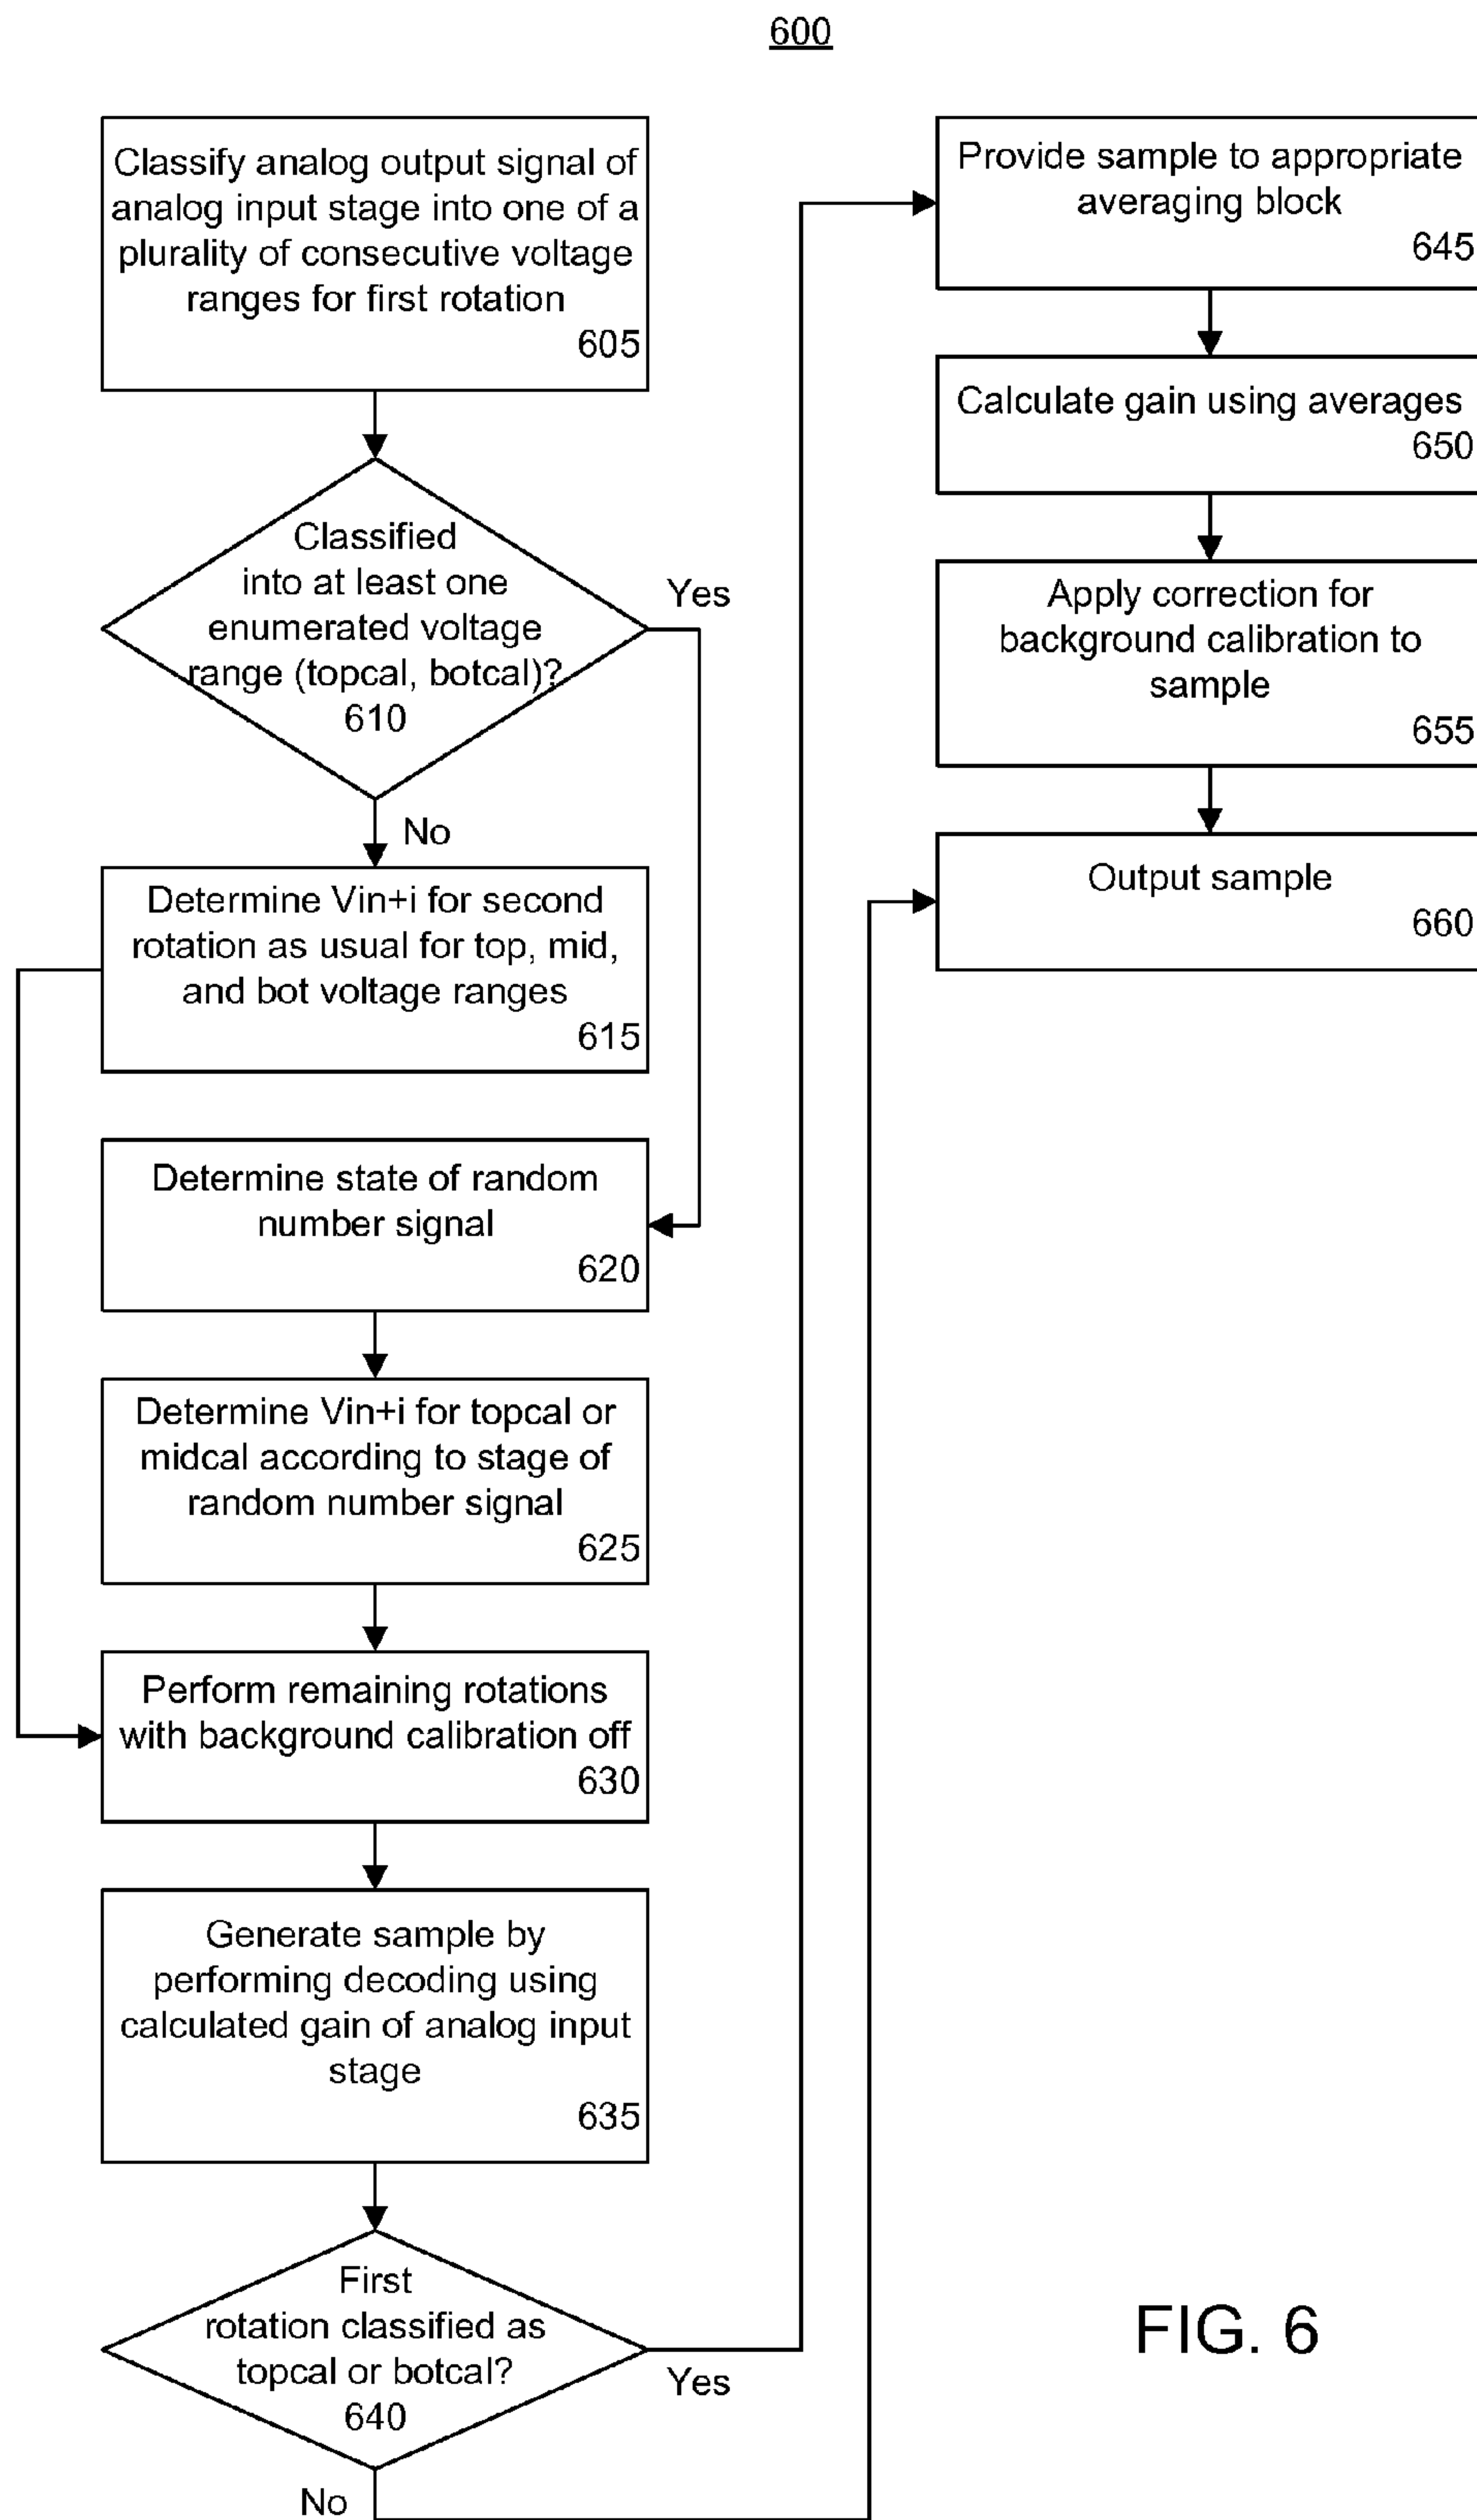 600
Classify analog output signal of
analog input stage into one of a
plurality of consecutive voltage
ranges for first rotation
605
Classified
into at least one
enumerated voltage
range (topcal, botcal)?
610
Yes
No
Determine Vin+i for second
rotation as usual for top, mid,
and bot voltage ranges
615
Determine state of random
number signal
620
Determine Vin+i for topcal or
midcal according to stage of
random number signal
625
Perform remaining rotations
with background calibration off
630
Generate sample by
performing decoding using
calculated gain of analog input
stage
635
First
rotation classified as
topcal or botcal?
640
Yes
No
Provide sample to appropriate
averaging block
645
Calculate gain using averages
650
Apply correction for
background calibration to
sample
655
Output sample
660
FIG. 6